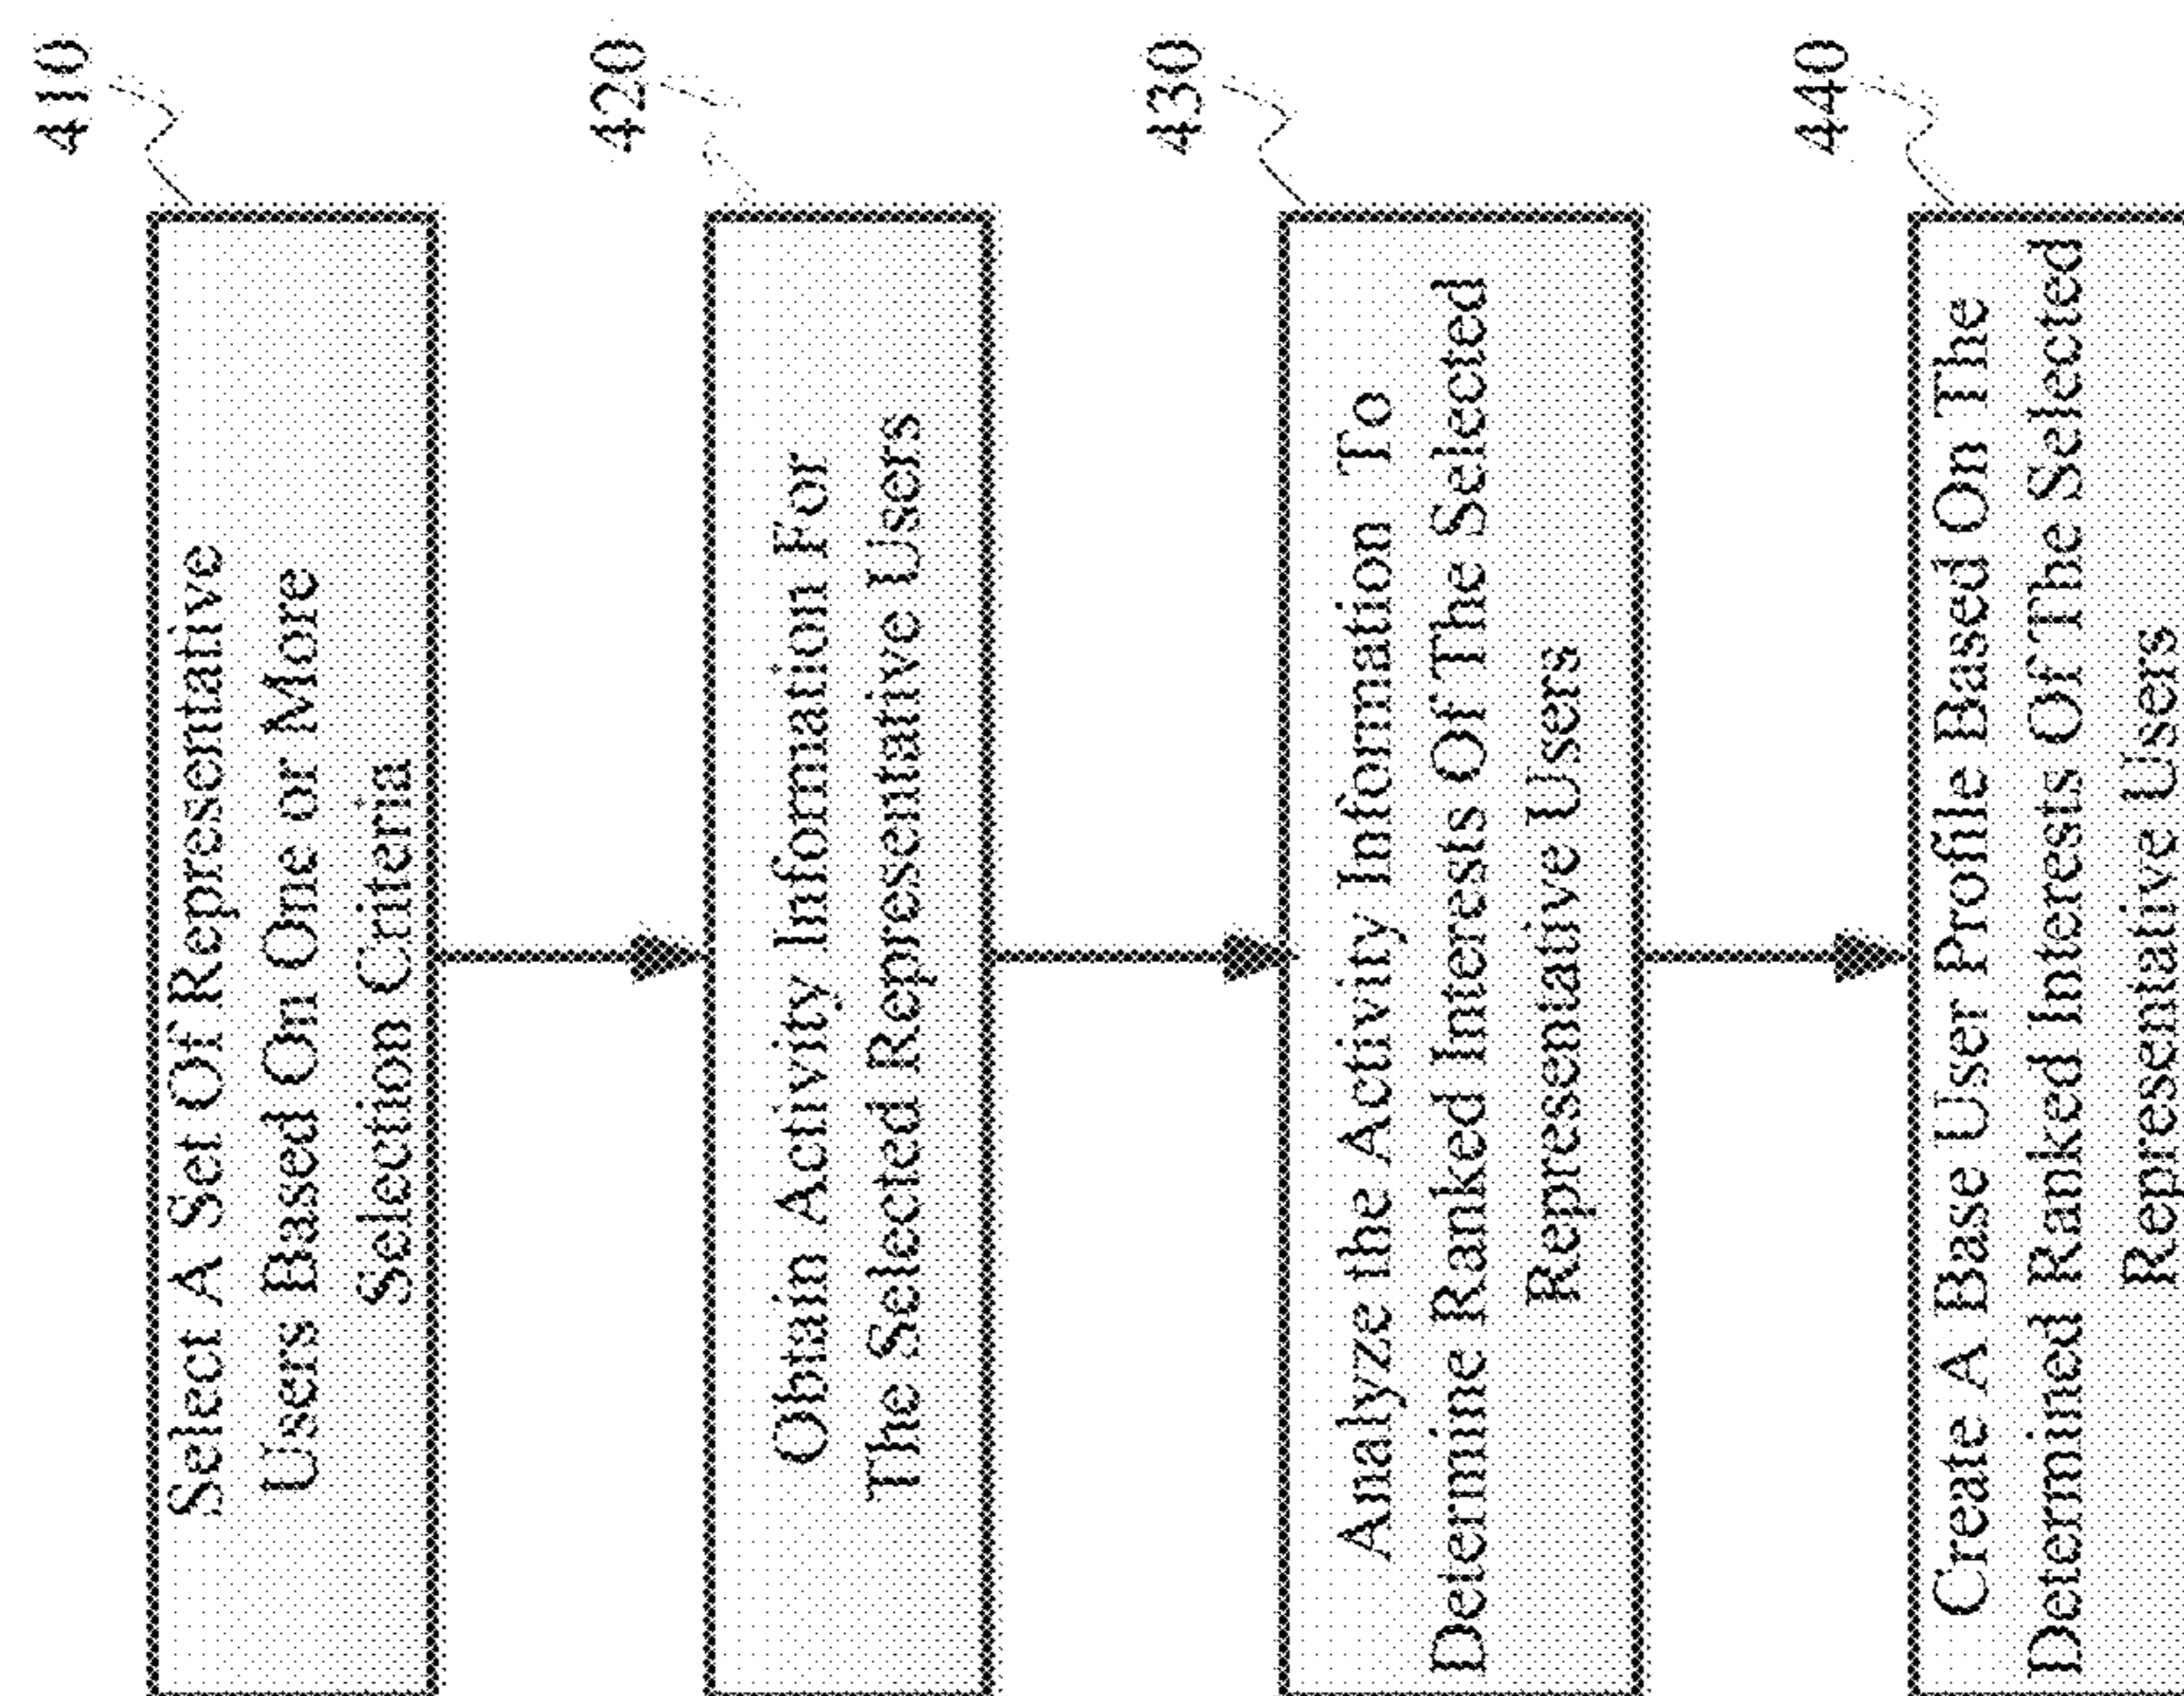 410
Select A Set Of Representative
Users Based On One or More
Selection Criteria
420
Obtain Activity Information For
The Selected Representative Users
430
Analyze the Activity Information To
Determine Ranked Interests Of The Selected
Representative Users
440
Create A Base User Profile Based On The
Determined Ranked Interests Of The Selected
Representative Users